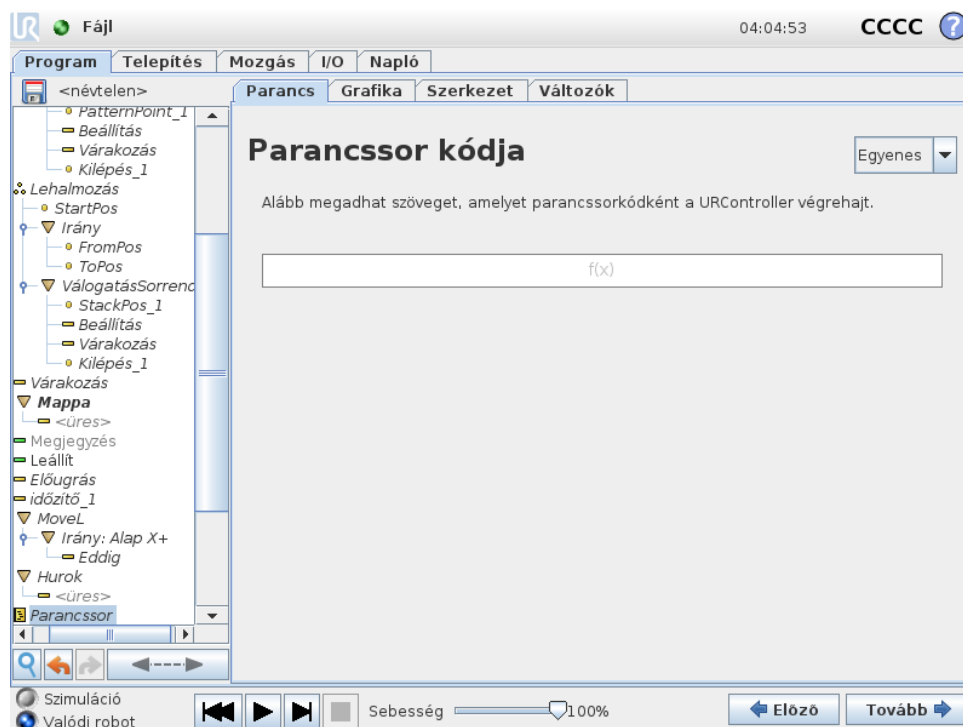 UR Fájl 04:04:53 CCCC ?
Program Telepítés Mozgás I/O Napló
<névtelen>
Parancs Grafika Szerkezet Változók
PatternPoint_1
Beállítás
Várakozás
Kilépés_1
Lehalmozás
StartPos
Irány
FromPos
ToPos
VálogatásSorrend
StackPos_1
Beállítás
Várakozás
Kilépés_1
Várakozás
Mappa
<üres>
Megjegyzés
Leállít
Előugrás
időzítő_1
MoveL
Irány: Alap X+
Eddig
Hurok
<üres>
Parancssor
Parancssor kódja
Egyenes
Alább megadhat szöveget, amelyet parancssorkódként a URController végrehajt.
f(x)
Szimuláció
Valódi robot
Sebesség 100%
Előző Tovább